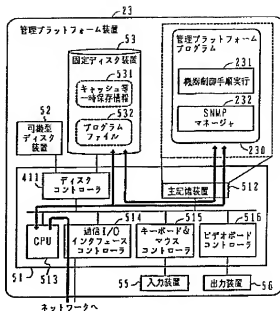 23
管理プラットフォーム装置
53
固定ディスク装置
531
キャッシュ等
一時保存情報
532
プログラム
ファイル
52
可搬型
ディスク
装置
管理プラットフォーム
プログラム
231
機器制御手順実行
232
SNMP
マネージャ
230
411
ディスク
コントローラ
主記憶装置
512
514
515
516
CPU
通信I/O
インタフェース
コントローラ
キーボード&
マウスコン
トローラ
ビデオボード
コントローラ
51
513
55
入力装置
出力装置
56
ネットワークへ